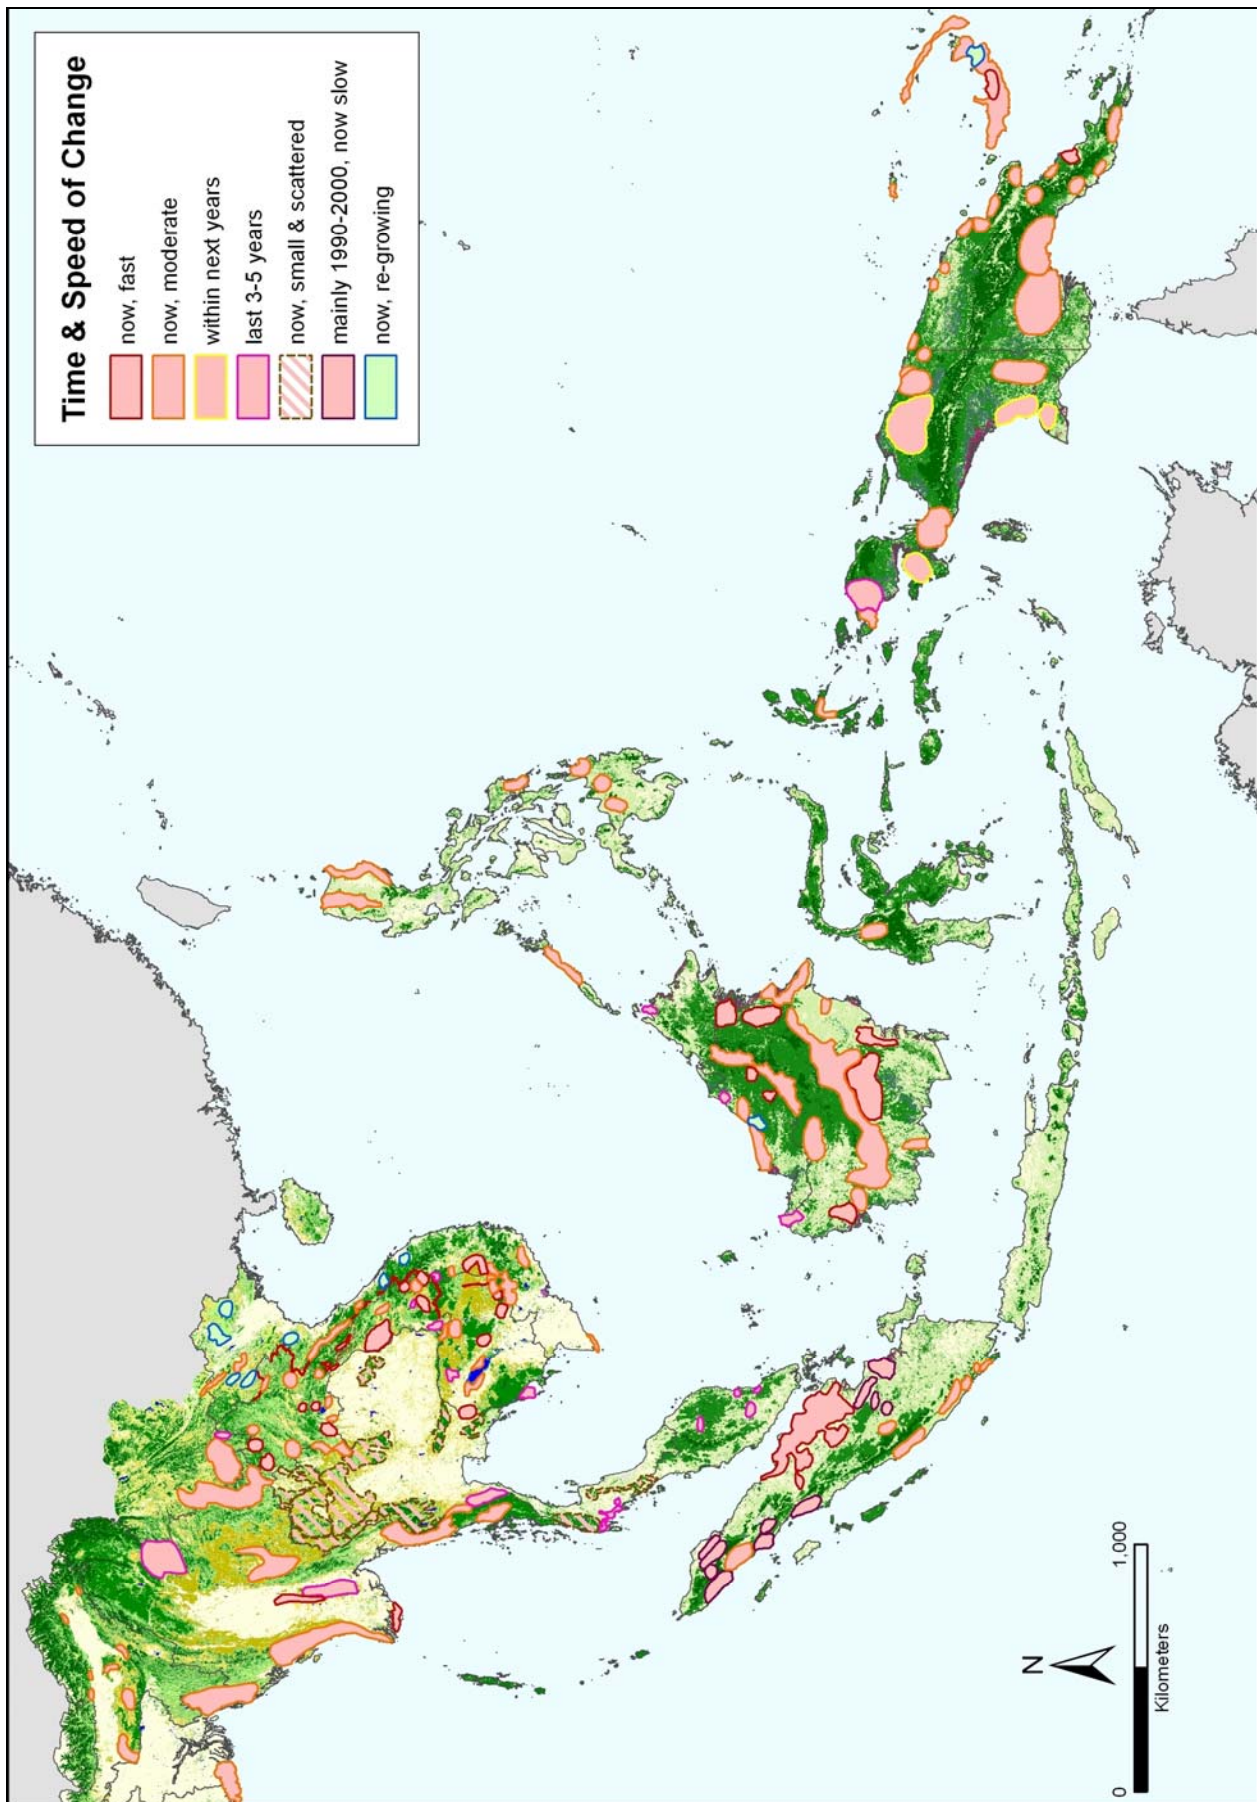 Time & Speed of Change
now, fast
now, moderate
within next years
last 3-5 years
now, small & scattered
mainly 1990-2000, now slow
now, re-growing
N
0
1,000
Kilometers